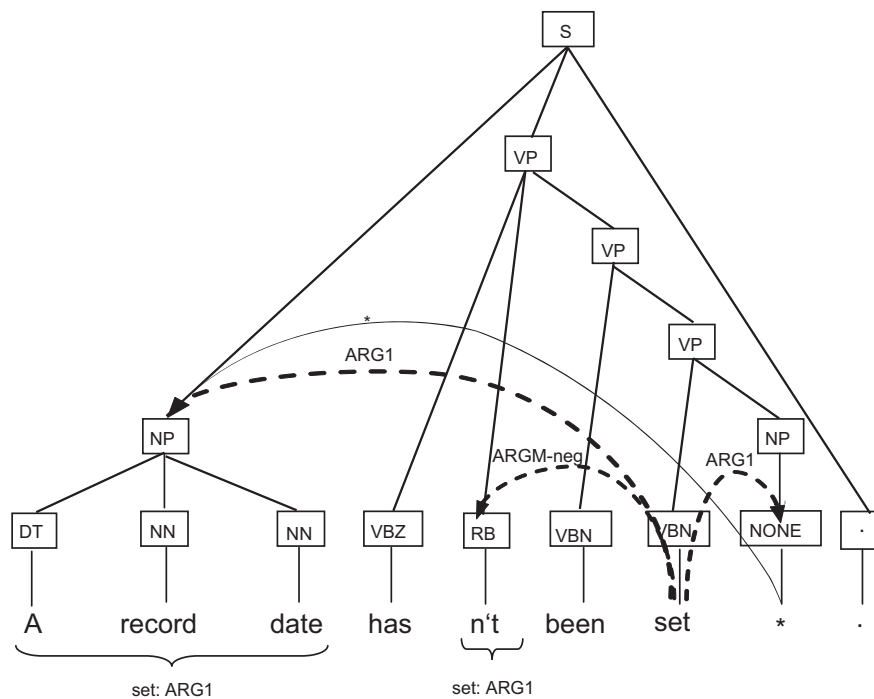 S
VP
VP
*
VP
ARG1
NP
NP
ARGM-neg
ARG1
DT NN NN VBZ RB VBN VBN NONE .
A record date has n‘t been set * .
set: ARG1 set: ARG1